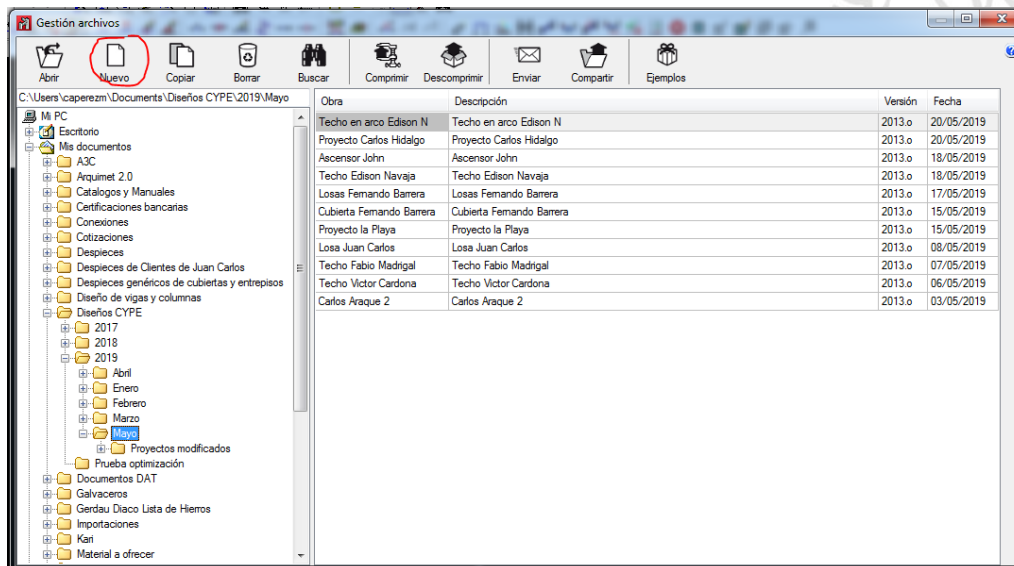 Gestión archivos
Abrir Nuevo Copiar Borrar Buscar Comprimir Descomprimir Enviar Compartir Ejemplos
C:\Users\caperezm\Documents\Diseños CYPE\2019\Mayo
Mi PC
Escritorio
Mis documentos
A3C
Arquimet 2.0
Catalogos y Manuales
Certificaciones bancarias
Conexiones
Cotizaciones
Despieces
Despieces de Clientes de Juan Carlos
Despieces genéricos de cubiertas y entrepisos
Diseño de vigas y columnas
Diseños CYPE
2017
2018
2019
Abril
Enero
Febrero
Marzo
Mayo
Proyectos modificados
Prueba optimización
Documentos DAT
Galvaceros
Gerdau Diaco Lista de Hierros
Importaciones
Kari
Material a ofrecer
Obra Descripción Versión Fecha
Techo en arco Edison N Techo en arco Edison N 2013.o 20/05/2019
Proyecto Carlos Hidalgo Proyecto Carlos Hidalgo 2013.o 20/05/2019
Ascensor John Ascensor John 2013.o 18/05/2019
Techo Edison Navaja Techo Edison Navaja 2013.o 18/05/2019
Losas Fernando Barrera Losas Fernando Barrera 2013.o 17/05/2019
Cubierta Fernando Barrera Cubierta Fernando Barrera 2013.o 15/05/2019
Proyecto la Playa Proyecto la Playa 2013.o 15/05/2019
Losa Juan Carlos Losa Juan Carlos 2013.o 08/05/2019
Techo Fabio Madrigal Techo Fabio Madrigal 2013.o 07/05/2019
Techo Victor Cardona Techo Victor Cardona 2013.o 06/05/2019
Carlos Araque 2 Carlos Araque 2 2013.o 03/05/2019